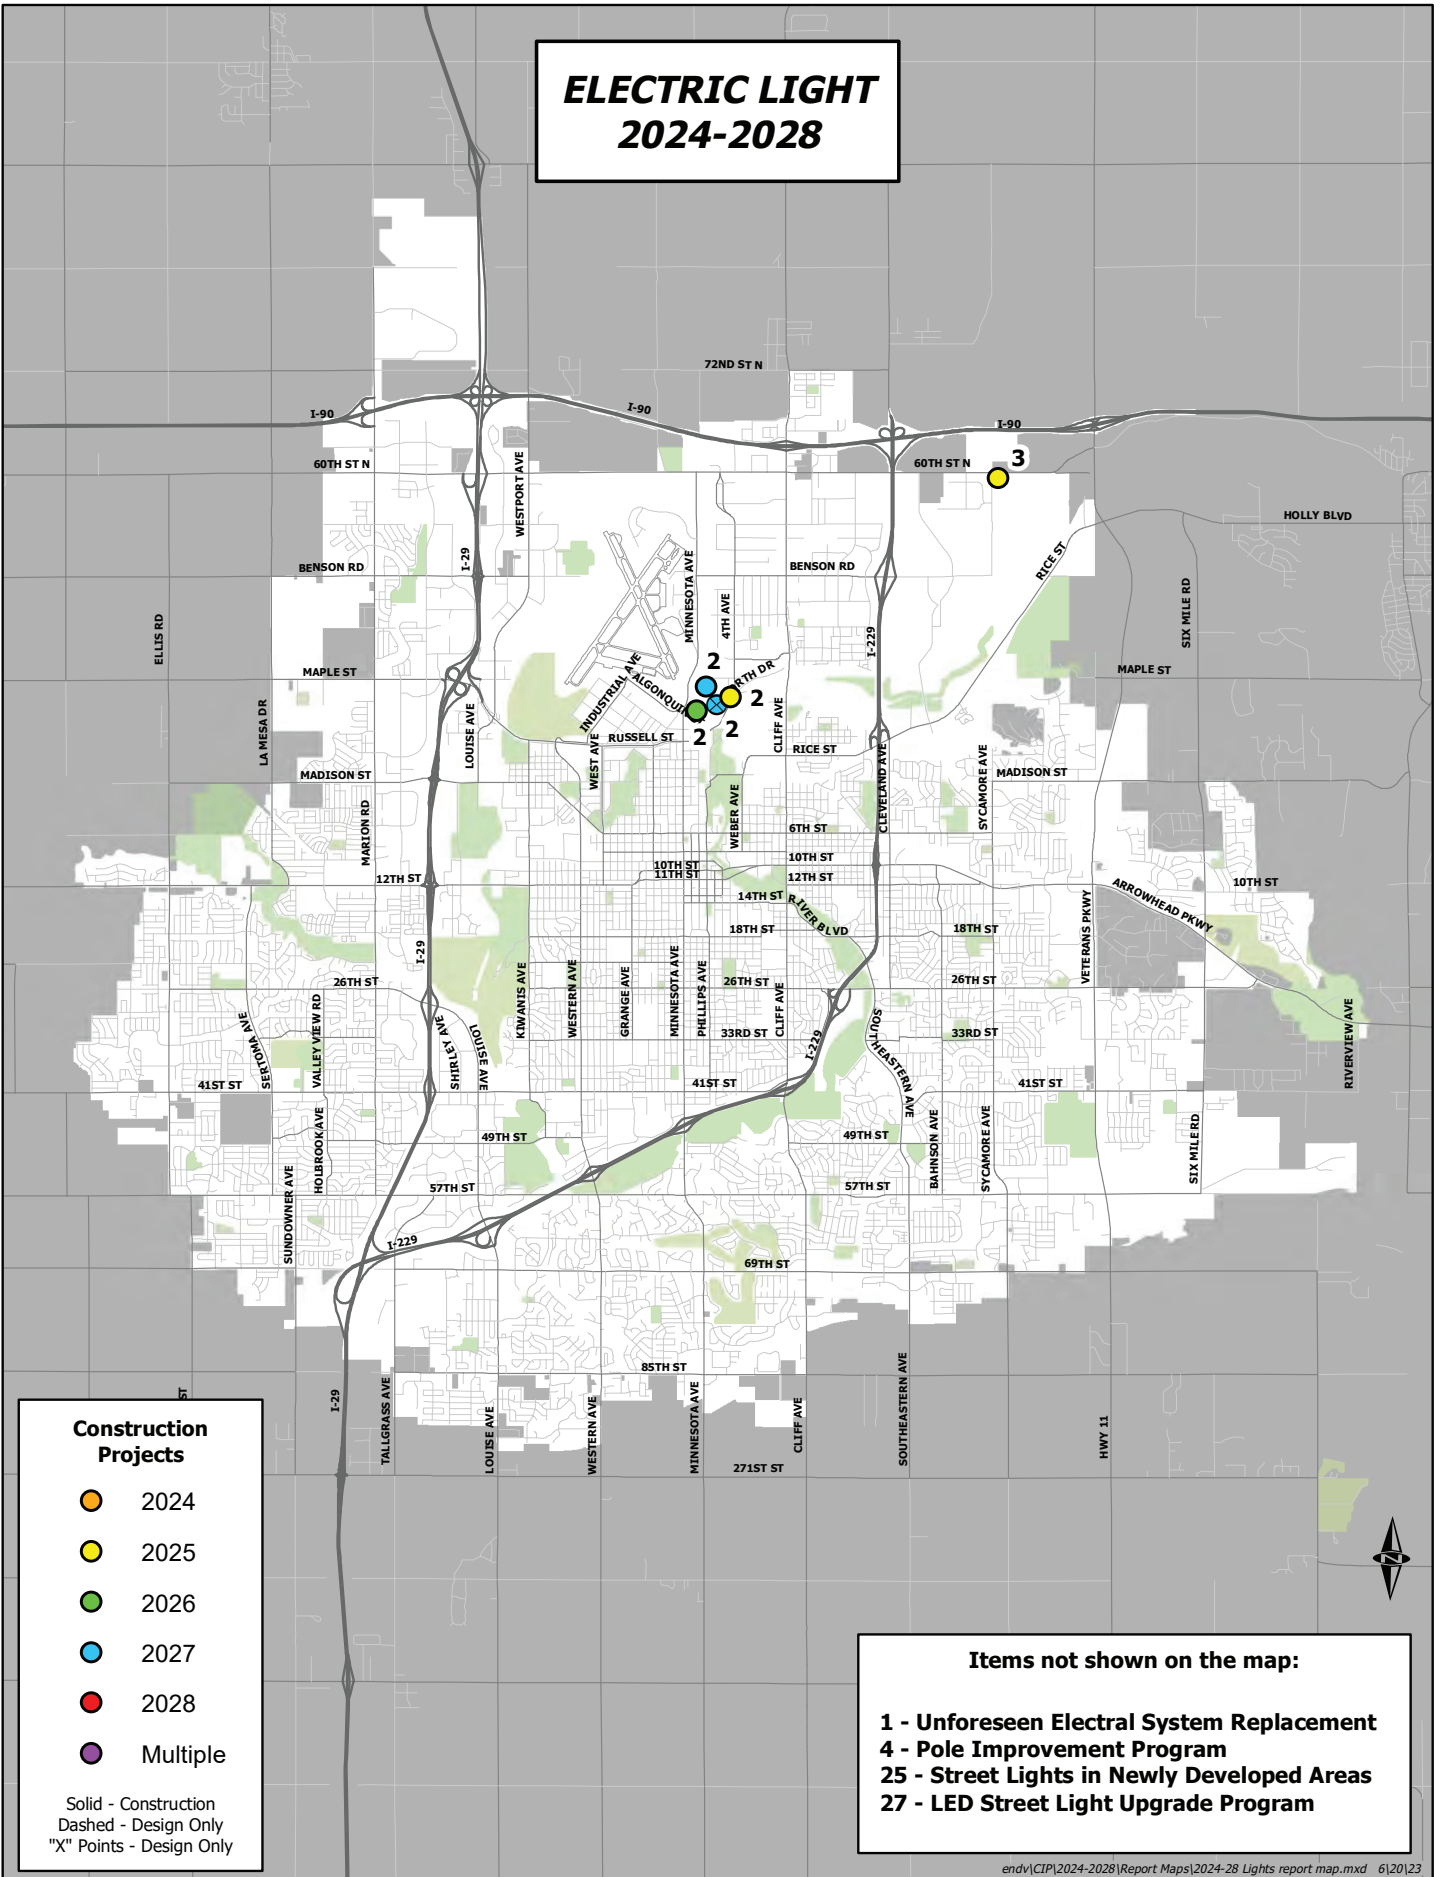 ELECTRIC LIGHT
2024-2028
72ND ST N
I-90
I-90
I-90
60TH ST N
60TH ST N
3
WESTPORT AVE
HOLLY BLVD
I-29
BENSON RD
BENSON RD
RICE ST
MINNESOTA AVE
4TH AVE
ELLIS RD
SIX MILE RD
I-229
MAPLE ST
MAPLE ST
INDUSTRIAL AVE
ALGONQUIN
2
RTH DR
2
2
2
LA MESA DR
LOUISE AVE
RUSSELL ST
WEST AVE
CLIFF AVE
RICE ST
MADISON ST
MADISON ST
CLEVELAND AVE
SYCAMORE AVE
MARION RD
WEBER AVE
6TH ST
10TH ST
10TH ST
11TH ST
12TH ST
12TH ST
10TH ST
14TH ST
RIVER BLVD
ARROWHEAD PKWY
18TH ST
18TH ST
VETERANS PKWY
I-29
26TH ST
26TH ST
26TH ST
KIWANIS AVE
WESTERN AVE
GRANGE AVE
MINNESOTA AVE
PHILLIPS AVE
CLIFF AVE
SERTOMA AVE
VALLEY VIEW RD
SHIRLEY AVE
LOUISE AVE
33RD ST
33RD ST
I-229
SOUTHEASTERN AVE
RIVERVIEW AVE
41ST ST
41ST ST
41ST ST
HOLBROOK AVE
49TH ST
49TH ST
BAHNSON AVE
SYCAMORE AVE
SIX MILE RD
57TH ST
57TH ST
SUNDOWNER AVE
I-229
69TH ST
85TH ST
ST
I-29
TALLGRASS AVE
LOUISE AVE
WESTERN AVE
MINNESOTA AVE
CLIFF AVE
SOUTHEASTERN AVE
HWY 11
271ST ST
Construction
Projects
2024
2025
2026
2027
2028
Multiple
Solid - Construction
Dashed - Design Only
"X" Points - Design Only
N
Items not shown on the map:
1 - Unforeseen Electral System Replacement
4 - Pole Improvement Program
25 - Street Lights in Newly Developed Areas
27 - LED Street Light Upgrade Program
endv\CIP\2024-2028\Report Maps\2024-28 Lights report map.mxd 6\20\23